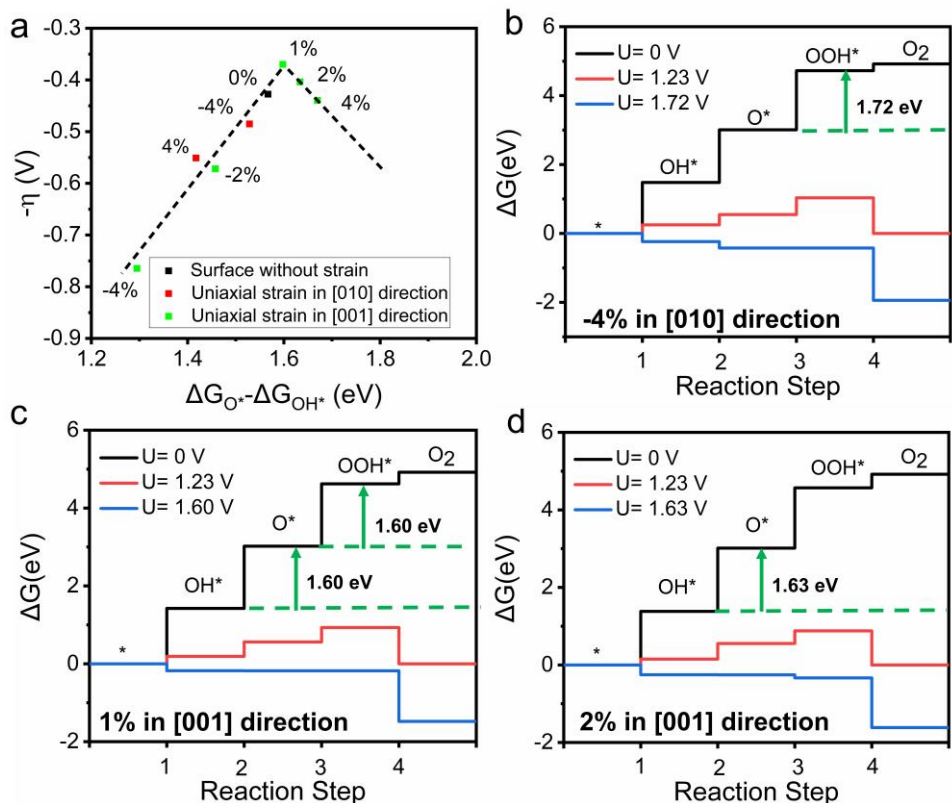 a
-0.3
-0.4
-0.5
-0.6
-0.7
-0.8
-0.9
-η (V)
1%
0%
2%
-4%
4%
4%
-2%
-4%
Surface without strain
Uniaxial strain in [010] direction
Uniaxial strain in [001] direction
1.2 1.4 1.6 1.8 2.0
ΔGO*-ΔGOH* (eV)
b
6
4
2
0
-2
ΔG(eV)
U= 0 V
U= 1.23 V
U= 1.72 V
OOH*
O2
1.72 eV
O*
OH*
*
-4% in [010] direction
1 2 3 4
Reaction Step
c
6
4
2
0
-2
ΔG(eV)
U= 0 V
U= 1.23 V
U= 1.60 V
OOH*
O2
O*
1.60 eV
OH*
1.60 eV
*
1% in [001] direction
1 2 3 4
Reaction Step
d
6
4
2
0
-2
ΔG(eV)
U= 0 V
U= 1.23 V
U= 1.63 V
OOH*
O2
O*
OH*
1.63 eV
*
2% in [001] direction
1 2 3 4
Reaction Step